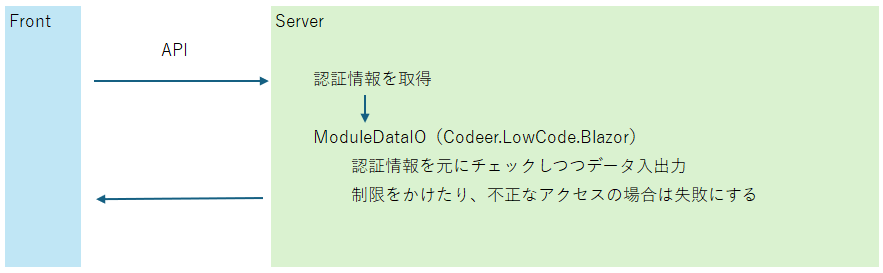 Front
Server
API
認証情報を取得
ModuleDataIO（Codeer.LowCode.Blazor）
認証情報を元にチェックしつつデータ入出力
制限をかけたり、不正なアクセスの場合は失敗にする